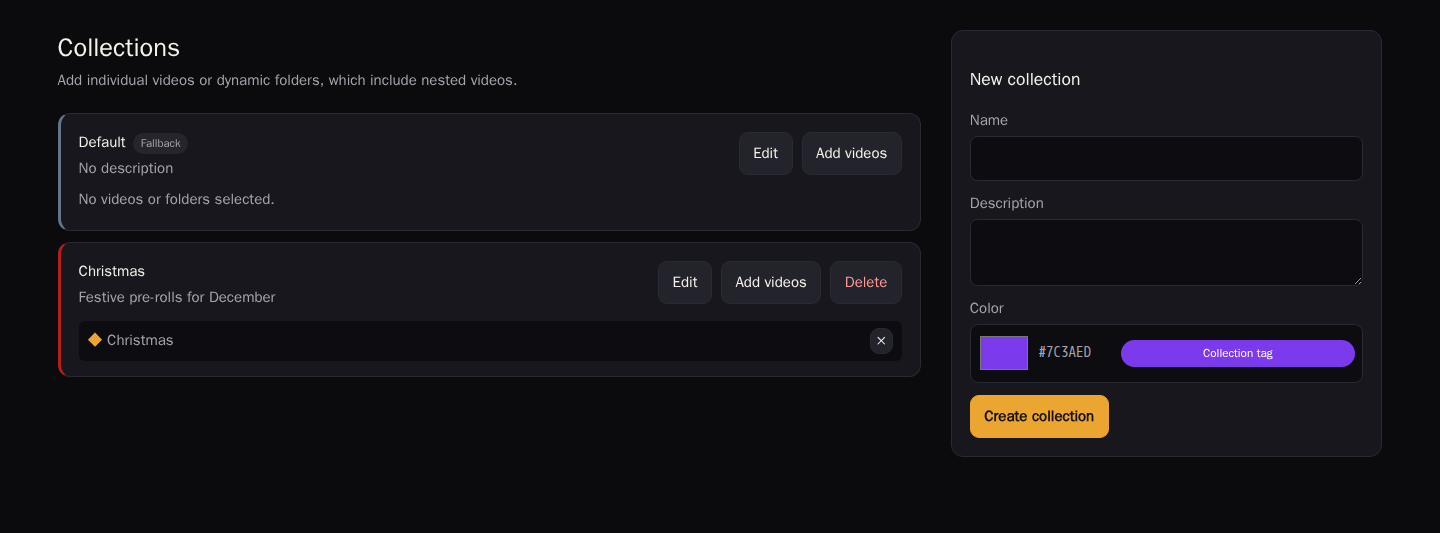 Collections
Add individual videos or dynamic folders, which include nested videos.
Default Fallback
No description
No videos or folders selected.
Edit Add videos
Christmas
Festive pre-rolls for December
Edit Add videos Delete
Christmas ×
New collection
Name
Description
Color
#7C3AED Collection tag
Create collection